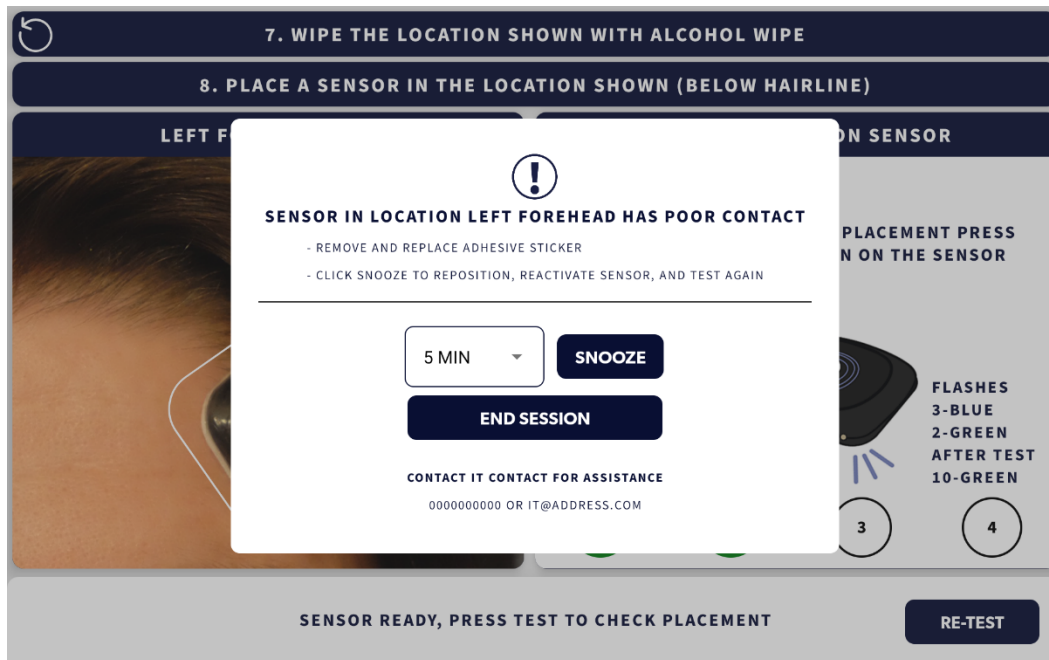 7. WIPE THE LOCATION SHOWN WITH ALCOHOL WIPE
8. PLACE A SENSOR IN THE LOCATION SHOWN (BELOW HAIRLINE)
LEFT
SENSOR
SENSOR IN LOCATION LEFT FOREHEAD HAS POOR CONTACT
- REMOVE AND REPLACE ADHESIVE STICKER
- CLICK SNOOZE TO REPOSITION, REACTIVATE SENSOR, AND TEST AGAIN
PLACEMENT PRESS
ON THE SENSOR
5 MIN
SNOOZE
END SESSION
CONTACT IT CONTACT FOR ASSISTANCE
0000000000 OR IT@ADDRESS.COM
FLASHES
3-BLUE
2-GREEN
AFTER TEST
10-GREEN
3
4
SENSOR READY, PRESS TEST TO CHECK PLACEMENT
RE-TEST